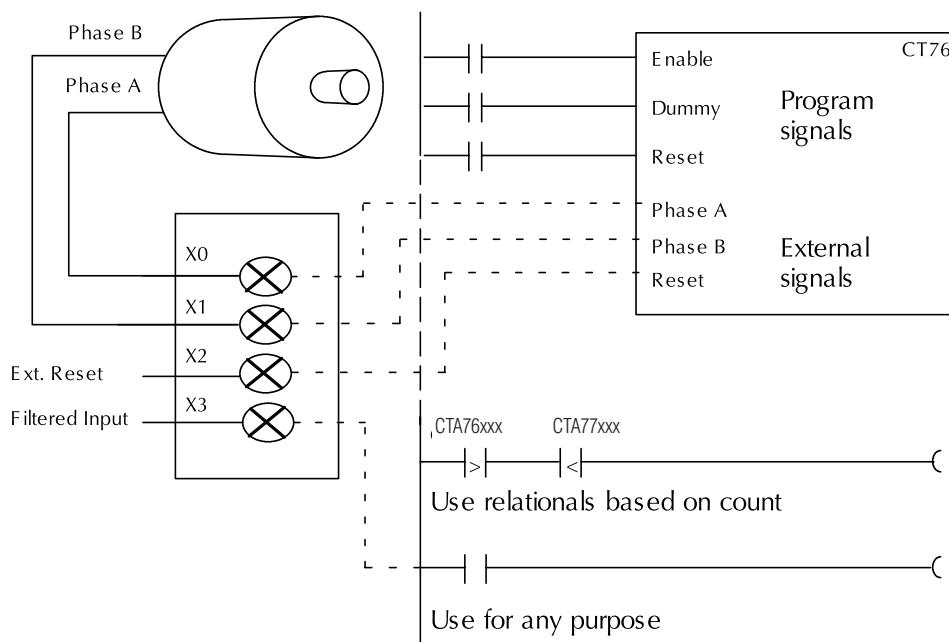 Phase B
Phase A
CT76
Enable
Dummy
Reset
Program
signals
Phase A
Phase B
Reset
External
signals
X0
X1
X2
X3
Ext. Reset
Filtered Input
CTA76xxx
CTA77xxx
>
<
Use relationals based on count
Use for any purpose